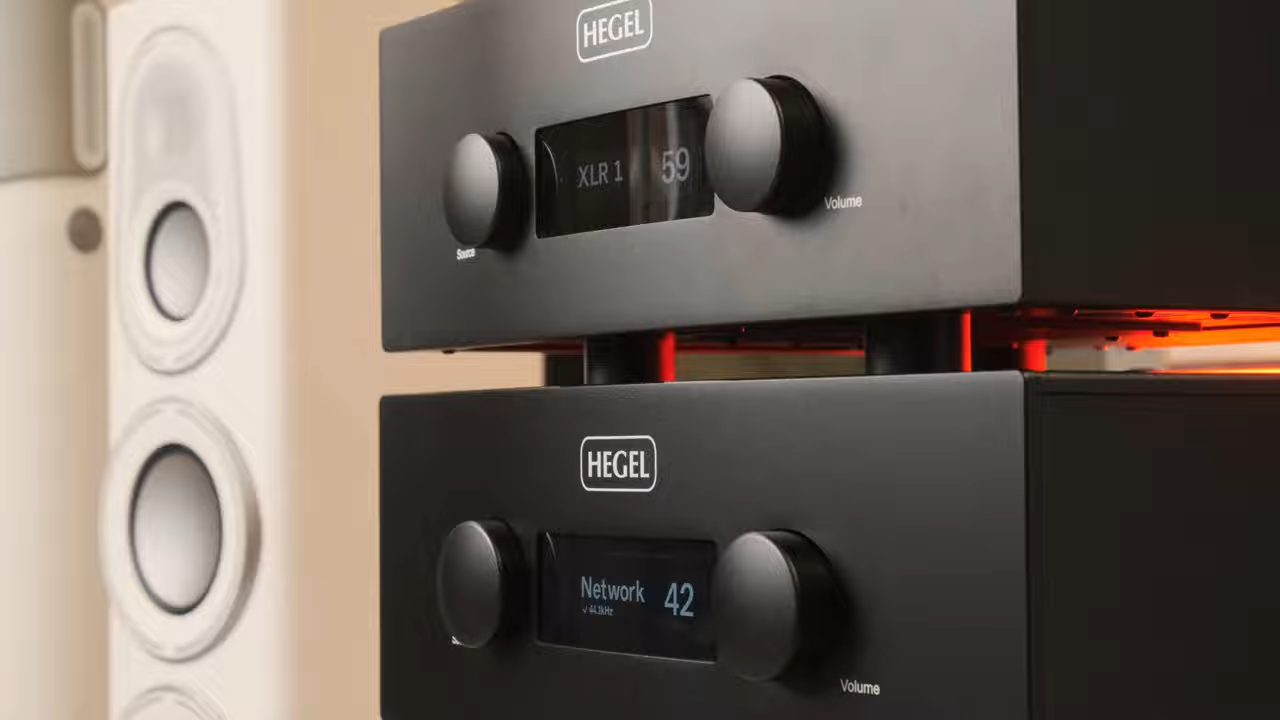 HEGEL
XLR 1 59
Source
Volume
HEGEL
Network 42
✓ 44.1kHz
Volume